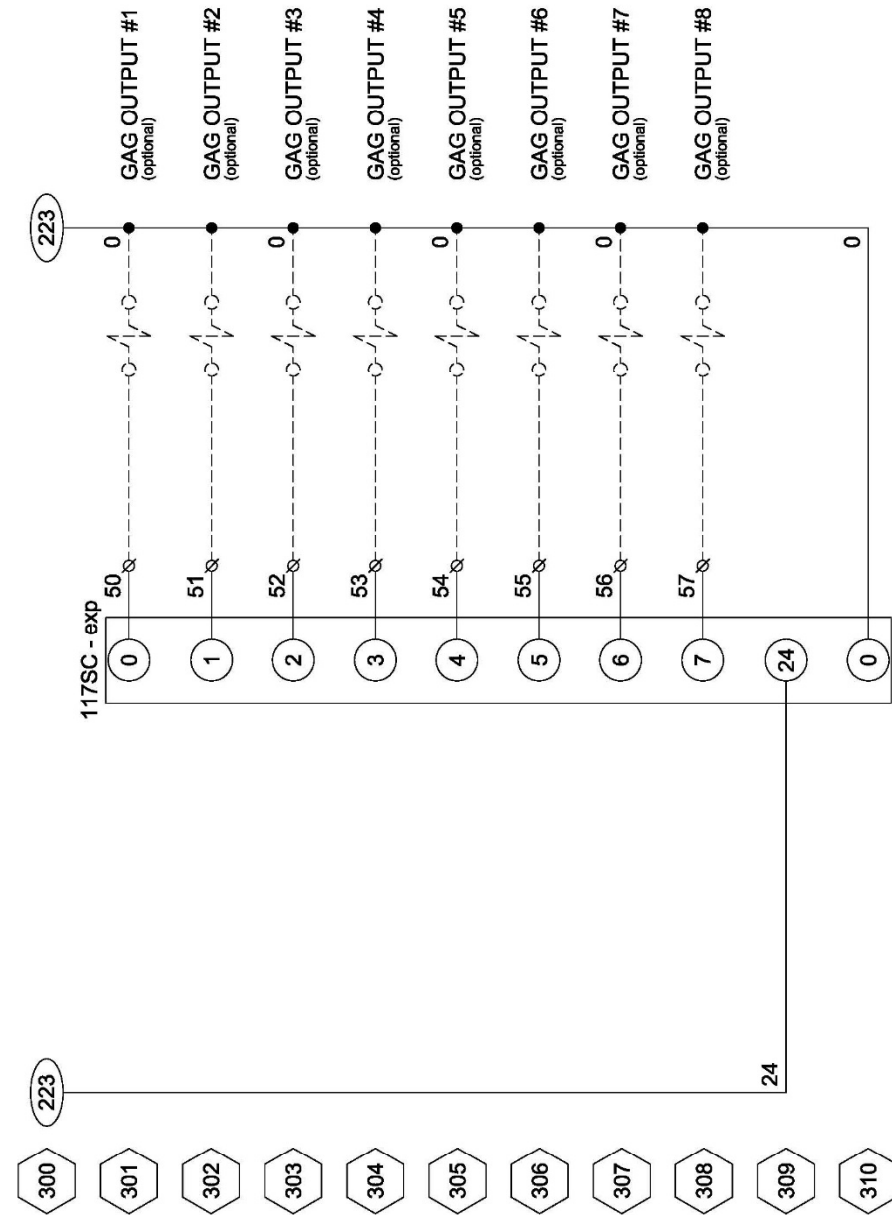 300 223 223
117SC - exp
301 0 50 0 GAG OUTPUT #1
(optional)
302 1 51 GAG OUTPUT #2
(optional)
303 2 52 0 GAG OUTPUT #3
(optional)
304 3 53 GAG OUTPUT #4
(optional)
305 4 54 0 GAG OUTPUT #5
(optional)
306 5 55 GAG OUTPUT #6
(optional)
307 6 56 0 GAG OUTPUT #7
(optional)
308 7 57 GAG OUTPUT #8
(optional)
309 24 24
310 0 0